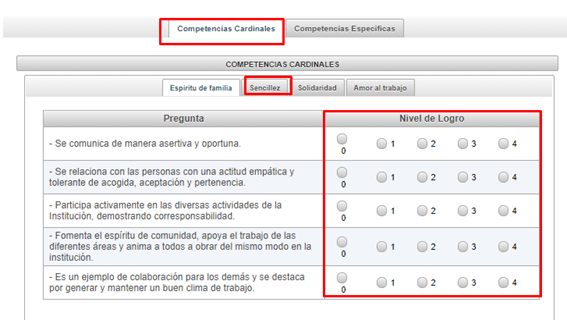 Competencias Cardinales Competencias Específicas
COMPETENCIAS CARDINALES
Espíritu de familia Sencillez Solidaridad Amor al trabajo
Pregunta Nivel de Logro
- Se comunica de manera asertiva y oportuna. 0 1 2 3 4
- Se relaciona con las personas con una actitud empática y
tolerante de acogida, aceptación y pertenencia. 0 1 2 3 4
- Participa activamente en las diversas actividades de la
Institución, demostrando corresponsabilidad. 0 1 2 3 4
- Fomenta el espíritu de cuerpo, apoya el trabajo de las
diferentes áreas y anima a todos a obrar del mismo modo en la
institución. 0 1 2 3 4
- Es un ejemplo de colaboración para los demás y se destaca
por generar y mantener un buen clima de trabajo. 0 1 2 3 4